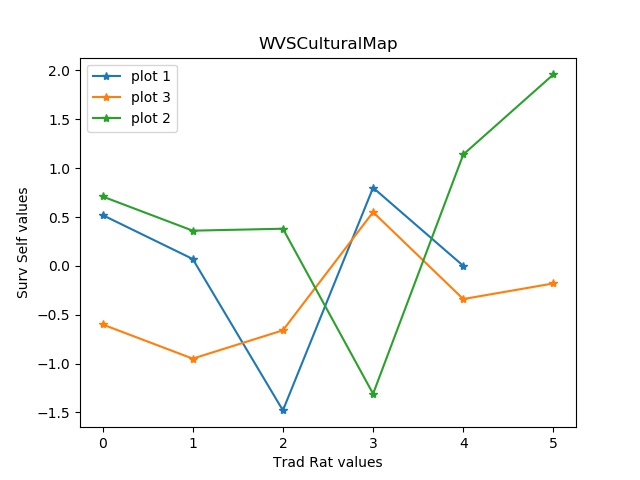 WVSCulturalMap
plot 1
plot 3
plot 2
Surv Self values
2.0
1.5
1.0
0.5
0.0
−0.5
−1.0
−1.5
0 1 2 3 4 5
Trad Rat values